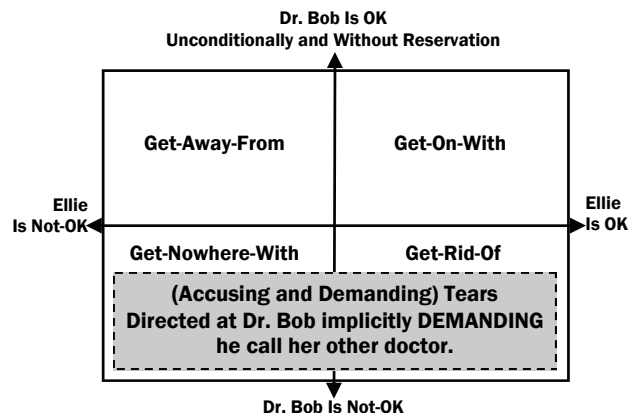 Dr. Bob Is OK
Unconditionally and Without Reservation
Get-Away-From
Get-On-With
Ellie
Is Not-OK
Ellie
Is OK
Get-Nowhere-With
Get-Rid-Of
(Accusing and Demanding) Tears
Directed at Dr. Bob implicitly DEMANDING
he call her other doctor.
Dr. Bob Is Not-OK